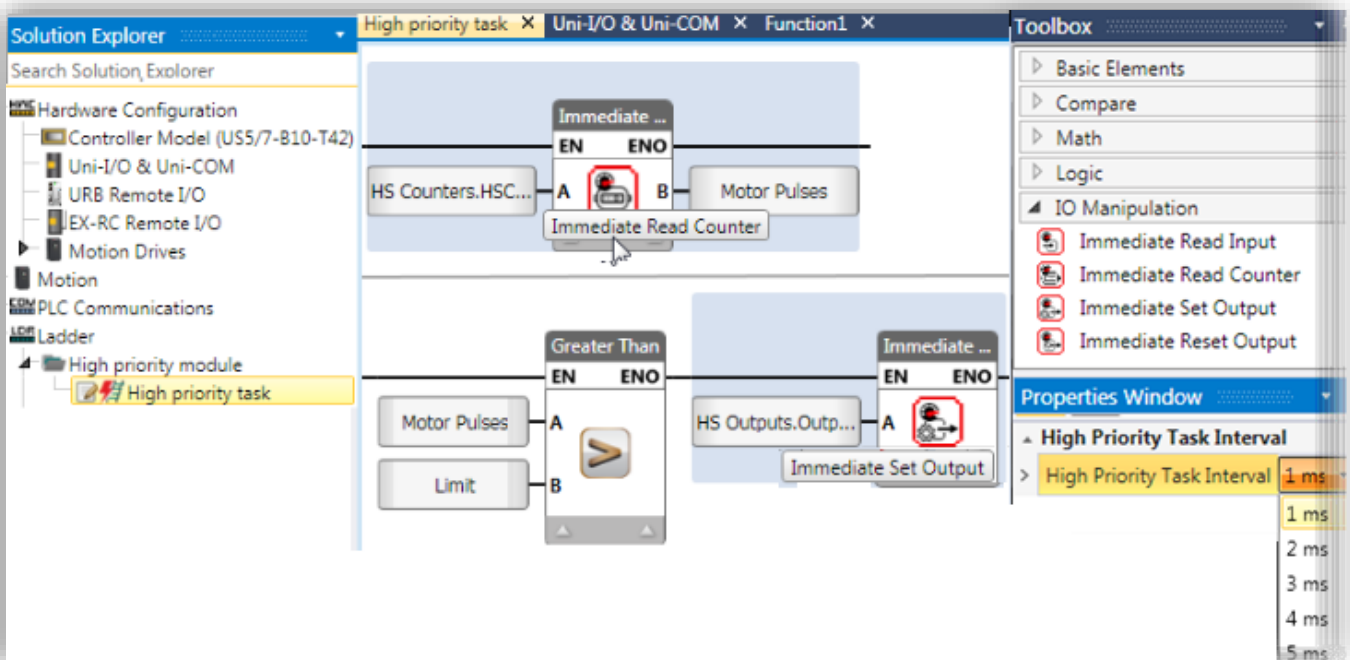 Solution Explorer
Search Solution Explorer
Hardware Configuration
Controller Model (US5/7-B10-T42)
Uni-I/O & Uni-COM
URB Remote I/O
EX-RC Remote I/O
Motion Drives
Motion
PLC Communications
Ladder
High priority module
High priority task
High priority task X Uni-I/O & Uni-COM X Function1 X
Immediate ...
EN ENO
HS Counters.HSC... A B Motor Pulses
Immediate Read Counter
Greater Than
EN ENO
Motor Pulses A
Limit B
>
Immediate ...
EN ENO
HS Outputs.Outp... A
Immediate Set Output
Toolbox
Basic Elements
Compare
Math
Logic
IO Manipulation
Immediate Read Input
Immediate Read Counter
Immediate Set Output
Immediate Reset Output
Properties Window
High Priority Task Interval
High Priority Task Interval 1 ms
1 ms
2 ms
3 ms
4 ms
5 ms